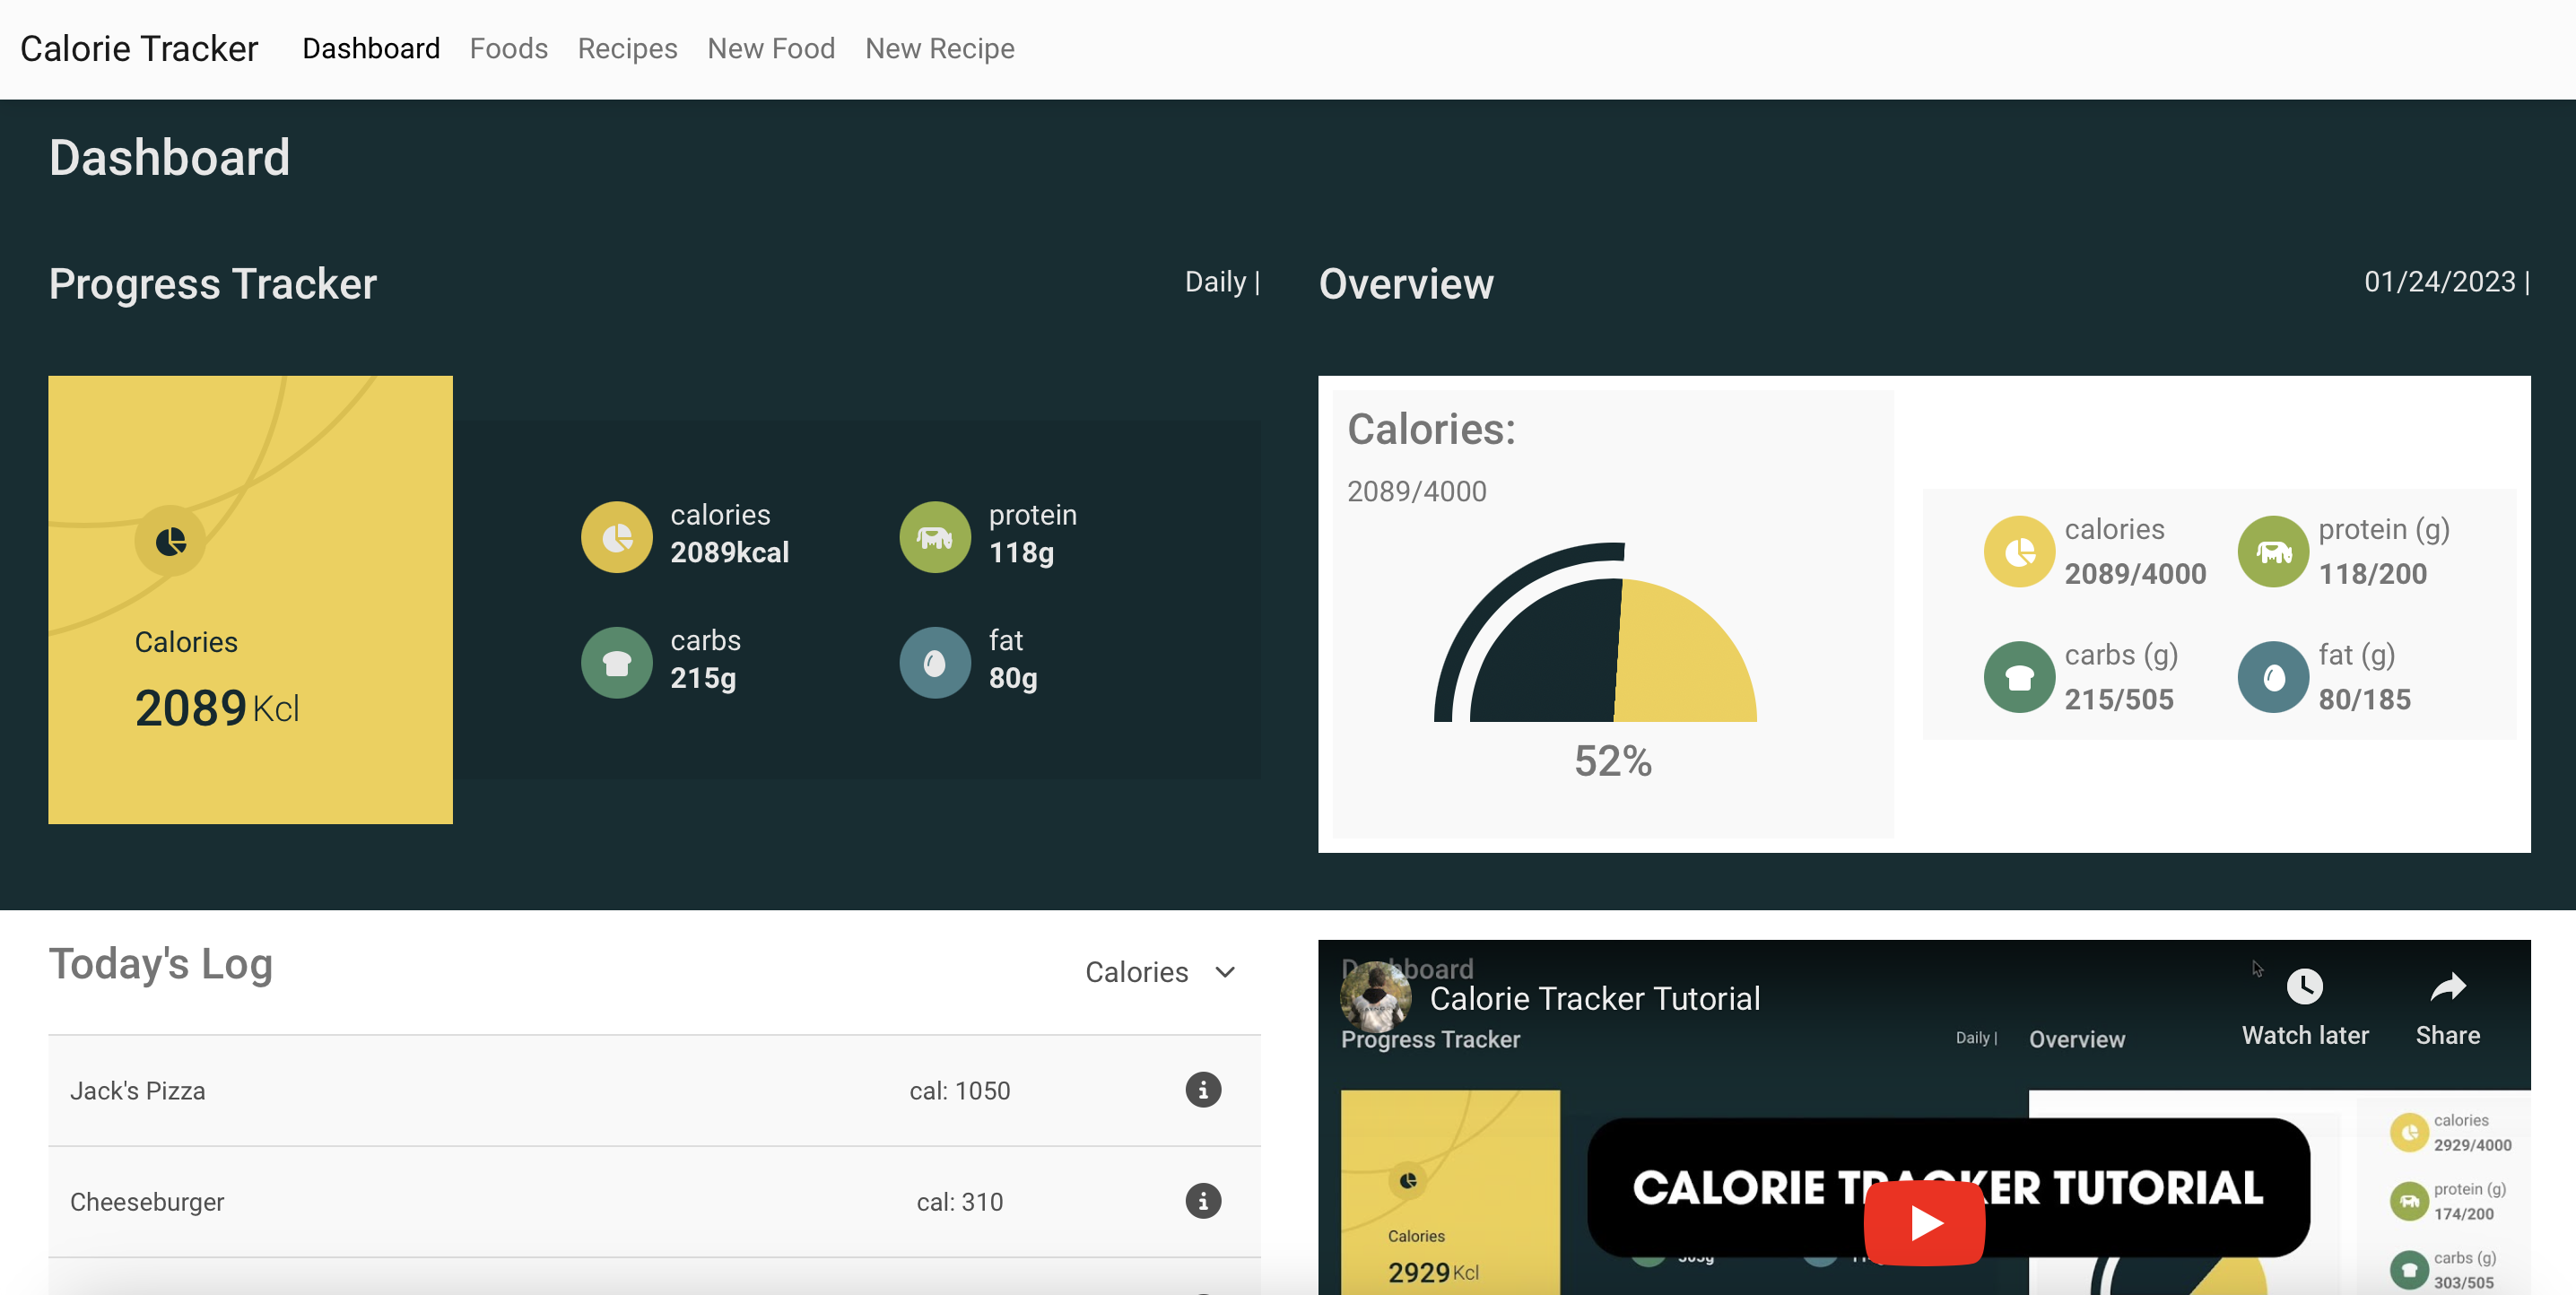 Calorie Tracker Dashboard Foods Recipes New Food New Recipe
Dashboard
Progress Tracker Daily |
calories
2089kcal
protein
118g
carbs
215g
fat
80g
Calories
2089 Kcl
Overview 01/24/2023 |
Calories:
2089/4000
52%
calories
2089/4000
protein (g)
118/200
carbs (g)
215/505
fat (g)
80/185
Today's Log Calories
Jack's Pizza cal: 1050
Cheeseburger cal: 310
Calorie Tracker Tutorial
Watch later Share
Progress Tracker Daily | Overview
CALORIE TRACKER TUTORIAL
Calories
2929 Kcl
calories
2929/4000
protein (g)
174/200
carbs (g)
303/505